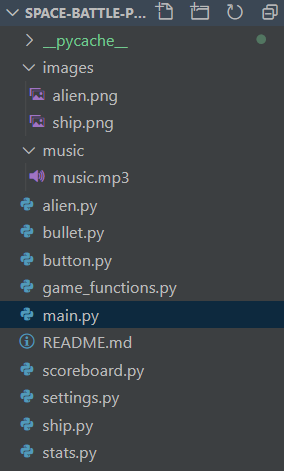 SPACE-BATTLE-P...
__pycache__
images
alien.png
ship.png
music
music.mp3
alien.py
bullet.py
button.py
game_functions.py
main.py
README.md
scoreboard.py
settings.py
ship.py
stats.py